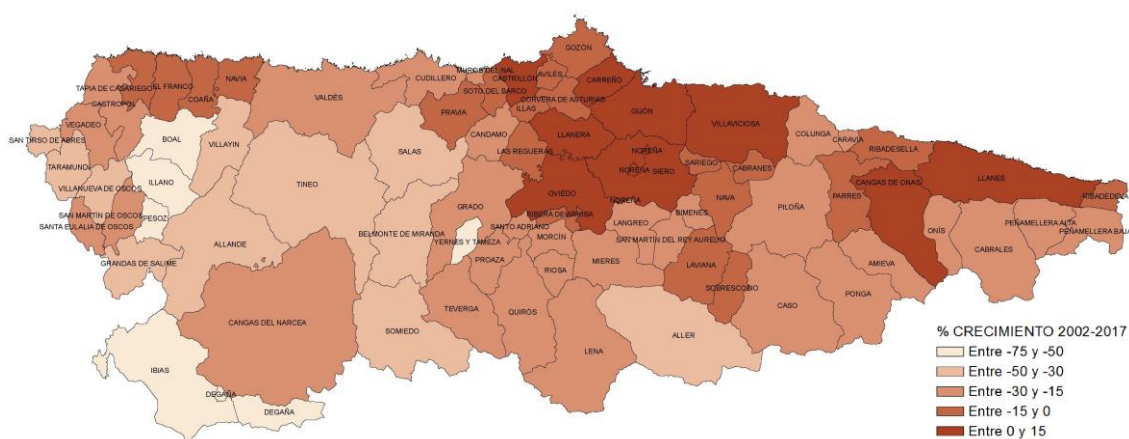 GOZÓN
MUROS DEL NAL
CUDILLERO
CASTRILLÓN
AVILÉS
CARREÑO
NAVIA
TAPIA DE CASARIEGO
EL FRANCO
SOTO DEL BARCO
COAÑA
VALDÉS
CASTROPOL
PRAVIA
ILLAS
CORVERA DE ASTURIAS
GIJÓN
VILLAVICIOSA
VEGADEO
SAN TIRSO DE ABRES
BOAL
VILLAYIN
CANDAMO
LLANERA
COLUNGA
CARAVIA
RIBADESELLA
SALAS
LAS REGUERAS
NOREÑA
SARIEGO
CABRANES
LLANES
TARAMUNDI
ILLANO
TINEO
NOREÑA
SIERO
CANGAS DE ONAS
VILLANUEVA DE OSCOS
OVIEDO
NOREÑA
NAVA
PILOÑA
PARRES
RIBADEDEVA
SAN MARTÍN DE OSCOS
PESOZ
GRADO
RIBERA DE ARRIBA
BIMENES
PEÑAMELLERA ALTA
SANTA EULALIA DE OSCOS
BELMONTE DE MIRANDA
SANTO ADRIANO
LANGREO
ONÍS
PEÑAMELLERA BAJA
ALLANDE
YERNES Y TAMEZA
MORCÍN
SAN MARTÍN DEL REY AURELIO
CABRALES
GRANDAS DE SALIME
PROAZA
RIOSA
MIERES
LAVIANA
AMIEVA
SOBRESCOBIO
CASO
PONGA
TEVERGA
QUIRÓS
CANGAS DEL NARCEA
SOMIEDO
ALLER
LENA
IBIAS
DEGAÑA
DEGAÑA
% CRECIMIENTO 2002-2017
Entre -75 y -50
Entre -50 y -30
Entre -30 y -15
Entre -15 y 0
Entre 0 y 15